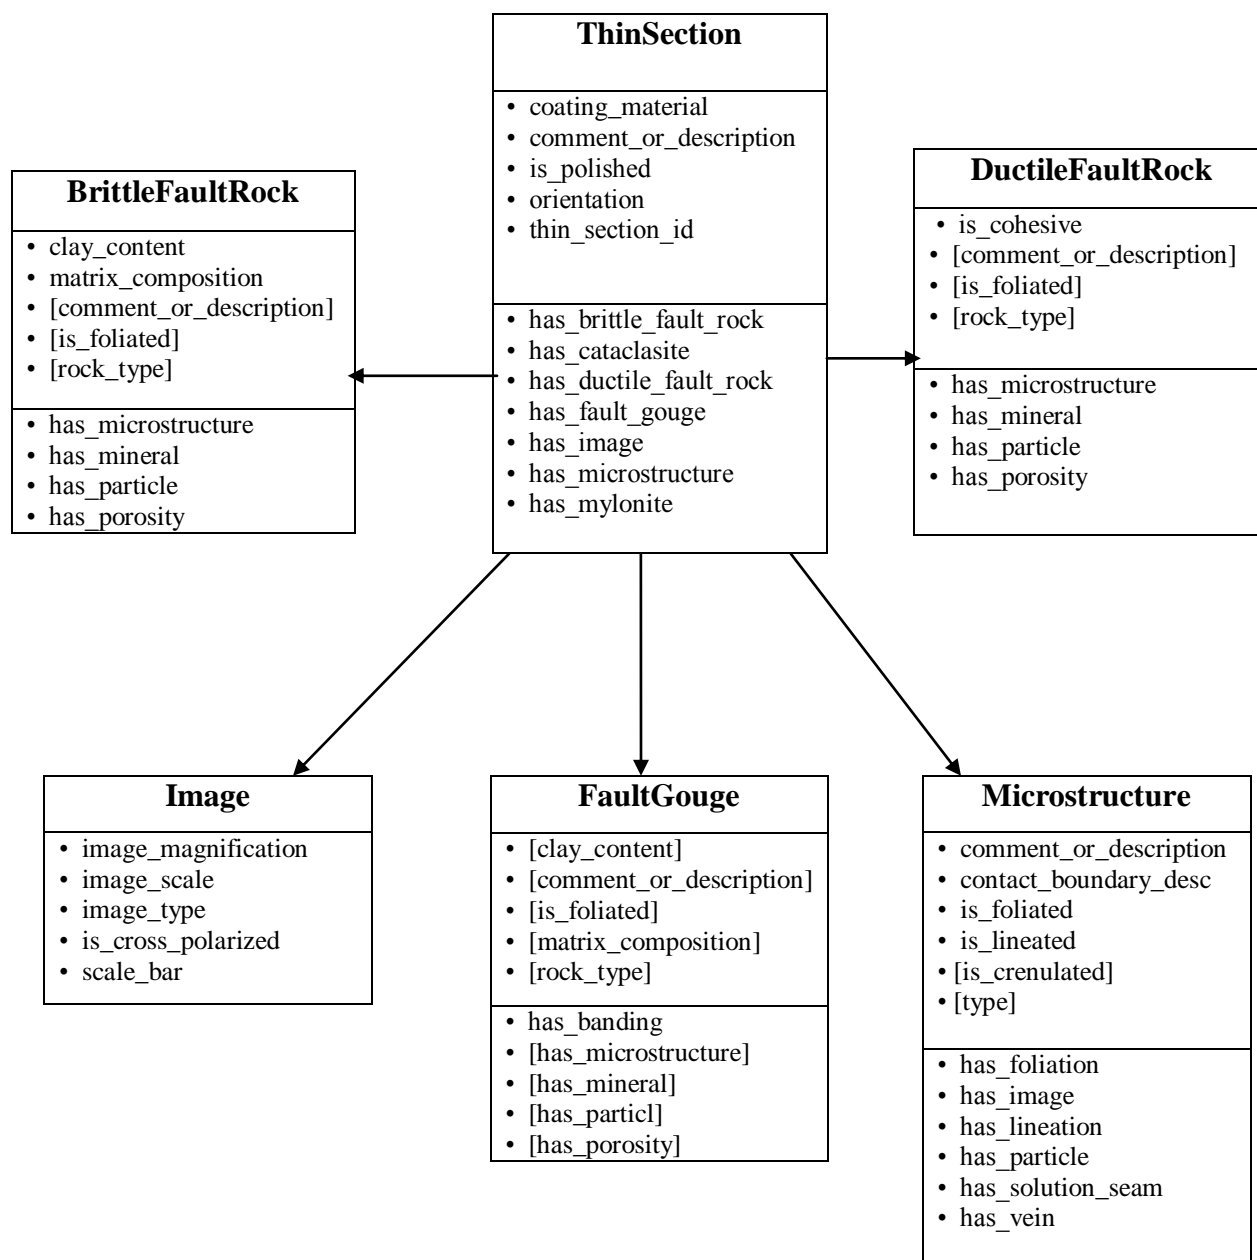 ThinSection
• coating_material
• comment_or_description
• is_polished
• orientation
• thin_section_id
• has_brittle_fault_rock
• has_cataclasite
• has_ductile_fault_rock
• has_fault_gouge
• has_image
• has_microstructure
• has_mylonite
BrittleFaultRock
• clay_content
• matrix_composition
• [comment_or_description]
• [is_foliated]
• [rock_type]
• has_microstructure
• has_mineral
• has_particle
• has_porosity
DuctileFaultRock
• is_cohesive
• [comment_or_description]
• [is_foliated]
• [rock_type]
• has_microstructure
• has_mineral
• has_particle
• has_porosity
Image
• image_magnification
• image_scale
• image_type
• is_cross_polarized
• scale_bar
FaultGouge
• [clay_content]
• [comment_or_description]
• [is_foliated]
• [matrix_composition]
• [rock_type]
• has_banding
• [has_microstructure]
• [has_mineral]
• [has_particl]
• [has_porosity]
Microstructure
• comment_or_description
• contact_boundary_desc
• is_foliated
• is_lineated
• [is_crenulated]
• [type]
• has_foliation
• has_image
• has_lineation
• has_particle
• has_solution_seam
• has_vein